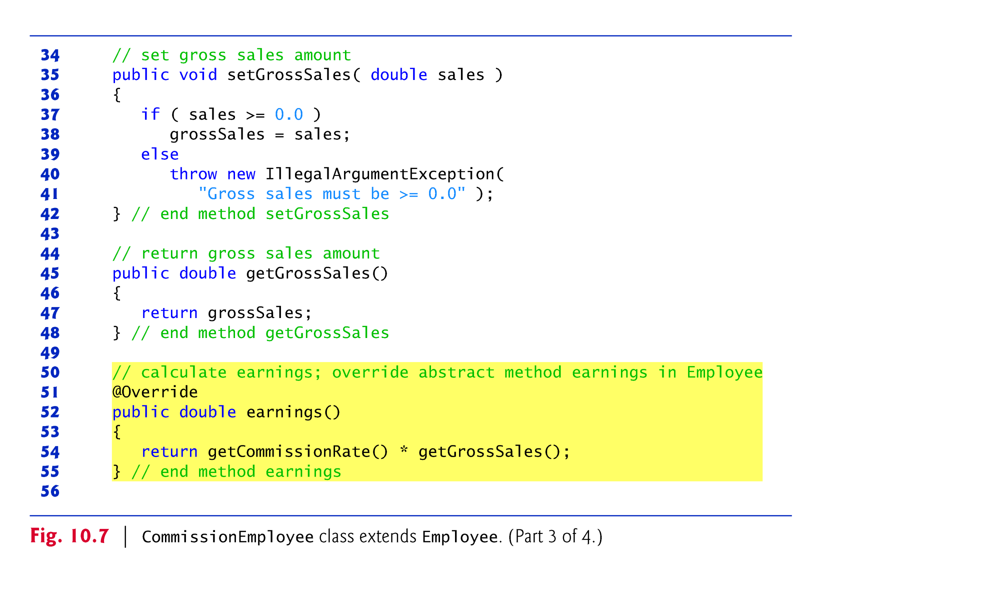 34 // set gross sales amount
35 public void setGrossSales( double sales )
36 {
37 if ( sales >= 0.0 )
38 grossSales = sales;
39 else
40 throw new IllegalArgumentException(
41 "Gross sales must be >= 0.0" );
42 } // end method setGrossSales
43
44 // return gross sales amount
45 public double getGrossSales()
46 {
47 return grossSales;
48 } // end method getGrossSales
49
50 // calculate earnings; override abstract method earnings in Employee
51 @Override
52 public double earnings()
53 {
54 return getCommissionRate() * getGrossSales();
55 } // end method earnings
56
Fig. 10.7 | CommissionEmployee class extends Employee. (Part 3 of 4.)